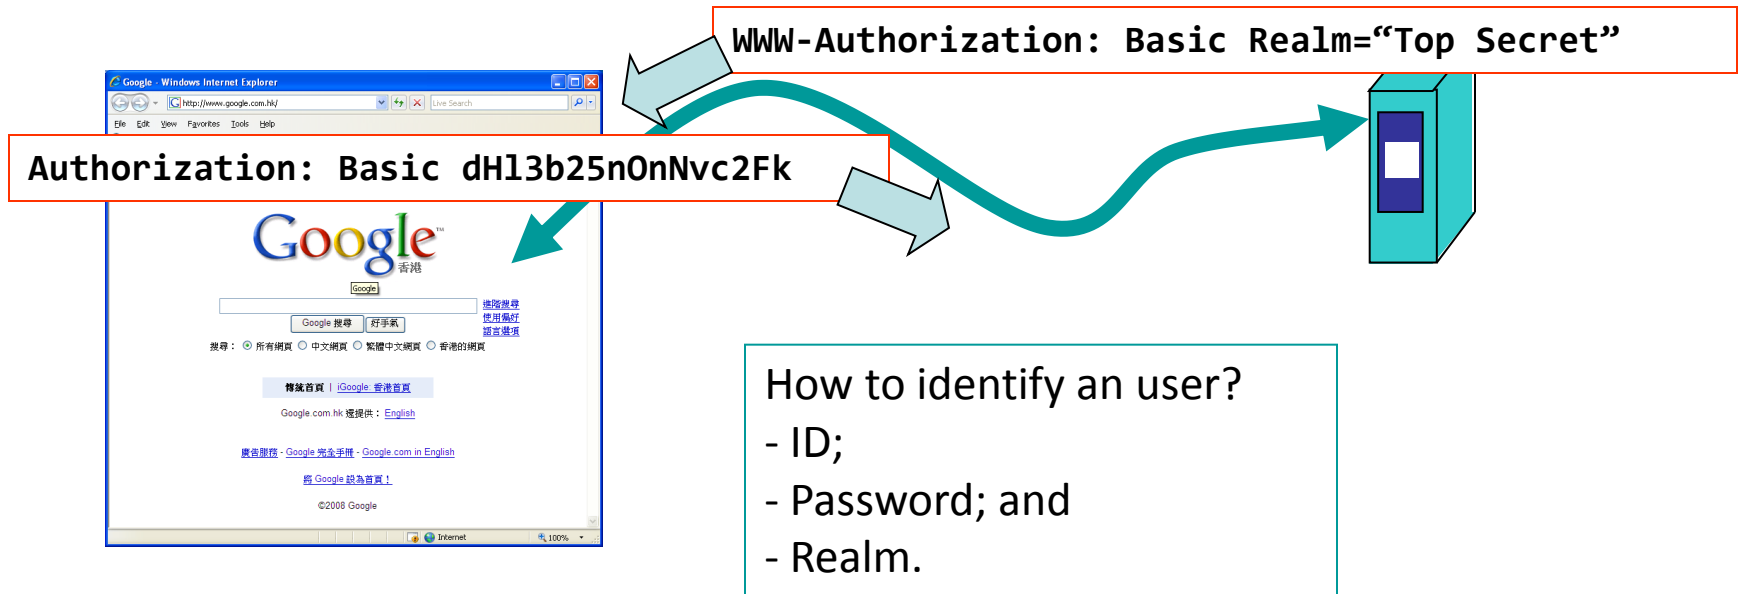 WWW-Authorization: Basic Realm=“Top Secret”
Google - Windows Internet Explorer
http://www.google.com.hk/
Live Search
File Edit View Favorites Tools Help
Authorization: Basic dHl3b25nOnNvc2Fk
Google™
香港
Google
進階搜尋
使用偏好
語言選項
Google 搜尋 好手氣
搜尋： 所有網頁 中文網頁 繁體中文網頁 香港的網頁
傳統首頁 | iGoogle: 香港首頁
Google.com.hk 還提供： English
廣告服務 - Google 完全手冊 - Google.com in English
將 Google 設為首頁！
©2008 Google
Internet 100%
How to identify an user?
- ID;
- Password; and
- Realm.